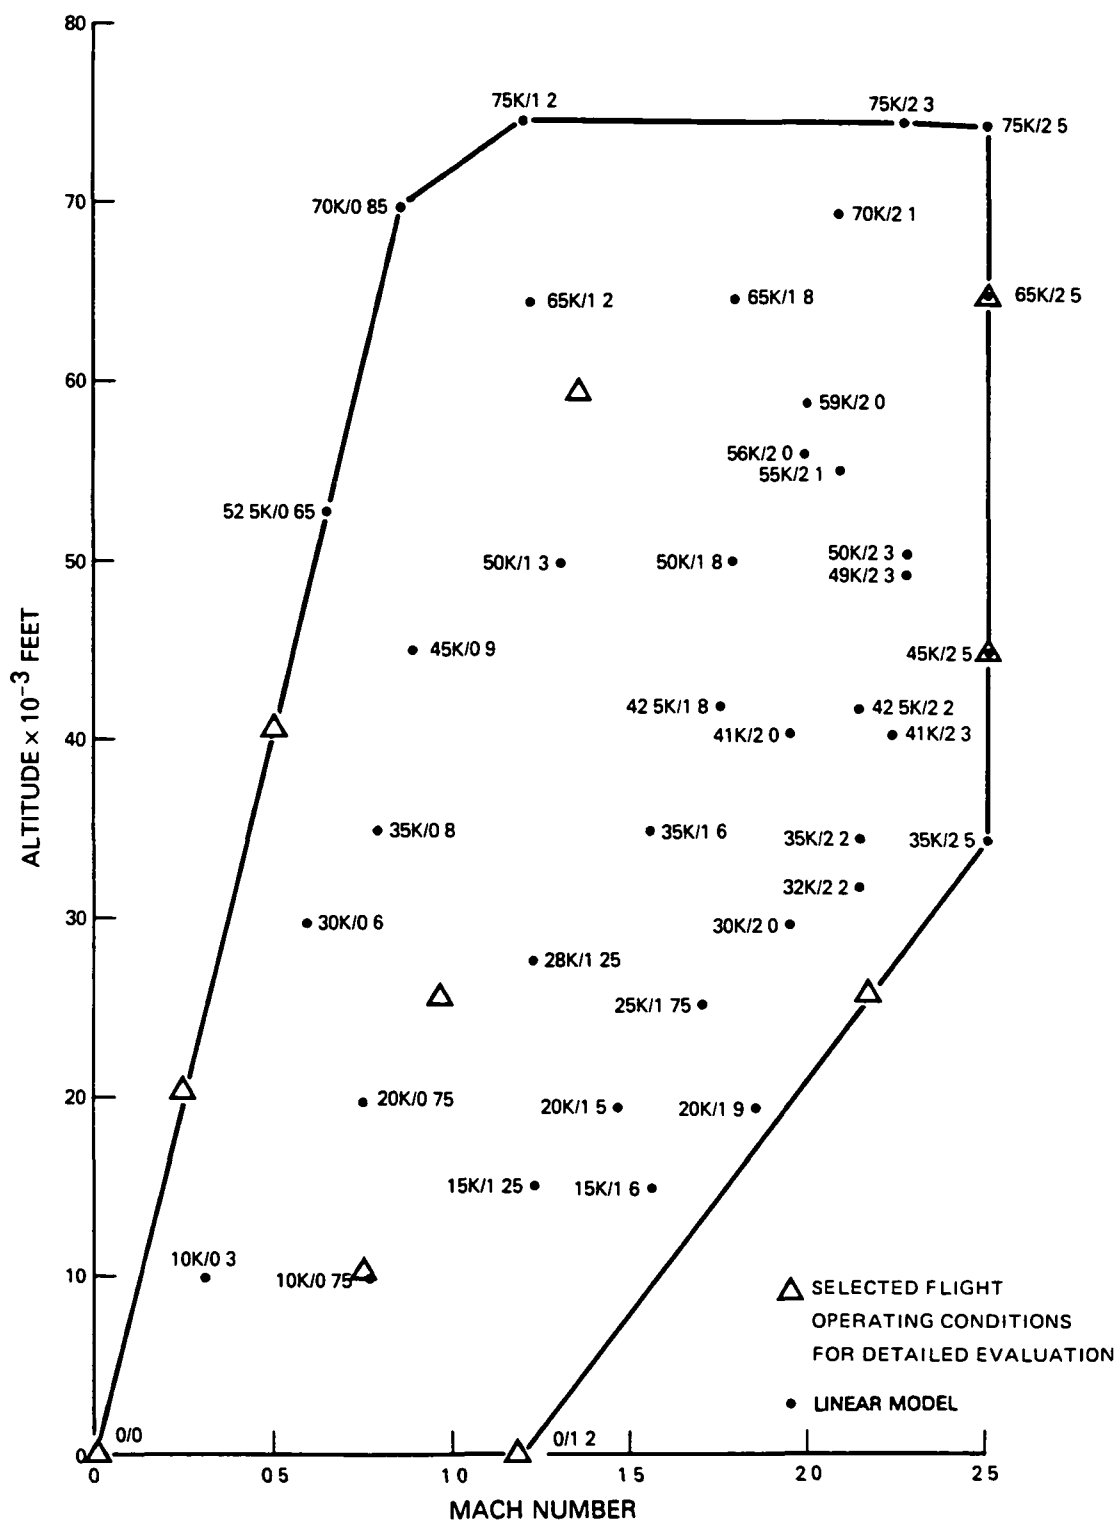 80
75K/1 2
75K/2 3
75K/2 5
70
70K/0 85
70K/2 1
65K/1 2
65K/1 8
65K/2 5
60
59K/2 0
56K/2 0
55K/2 1
52 5K/0 65
50
50K/1 3
50K/1 8
50K/2 3
49K/2 3
45K/0 9
45K/2 5
42 5K/1 8
42 5K/2 2
41K/2 0
41K/2 3
40
ALTITUDE x 10⁻³ FEET
35K/0 8
35K/1 6
35K/2 2
35K/2 5
32K/2 2
30
30K/0 6
30K/2 0
28K/1 25
25K/1 75
20
20K/0 75
20K/1 5
20K/1 9
15K/1 25
15K/1 6
10
10K/0 3
10K/0 75
SELECTED FLIGHT
OPERATING CONDITIONS
FOR DETAILED EVALUATION
LINEAR MODEL
0
0/0
0/1 2
0
0 5
1 0
1 5
2 0
2 5
MACH NUMBER